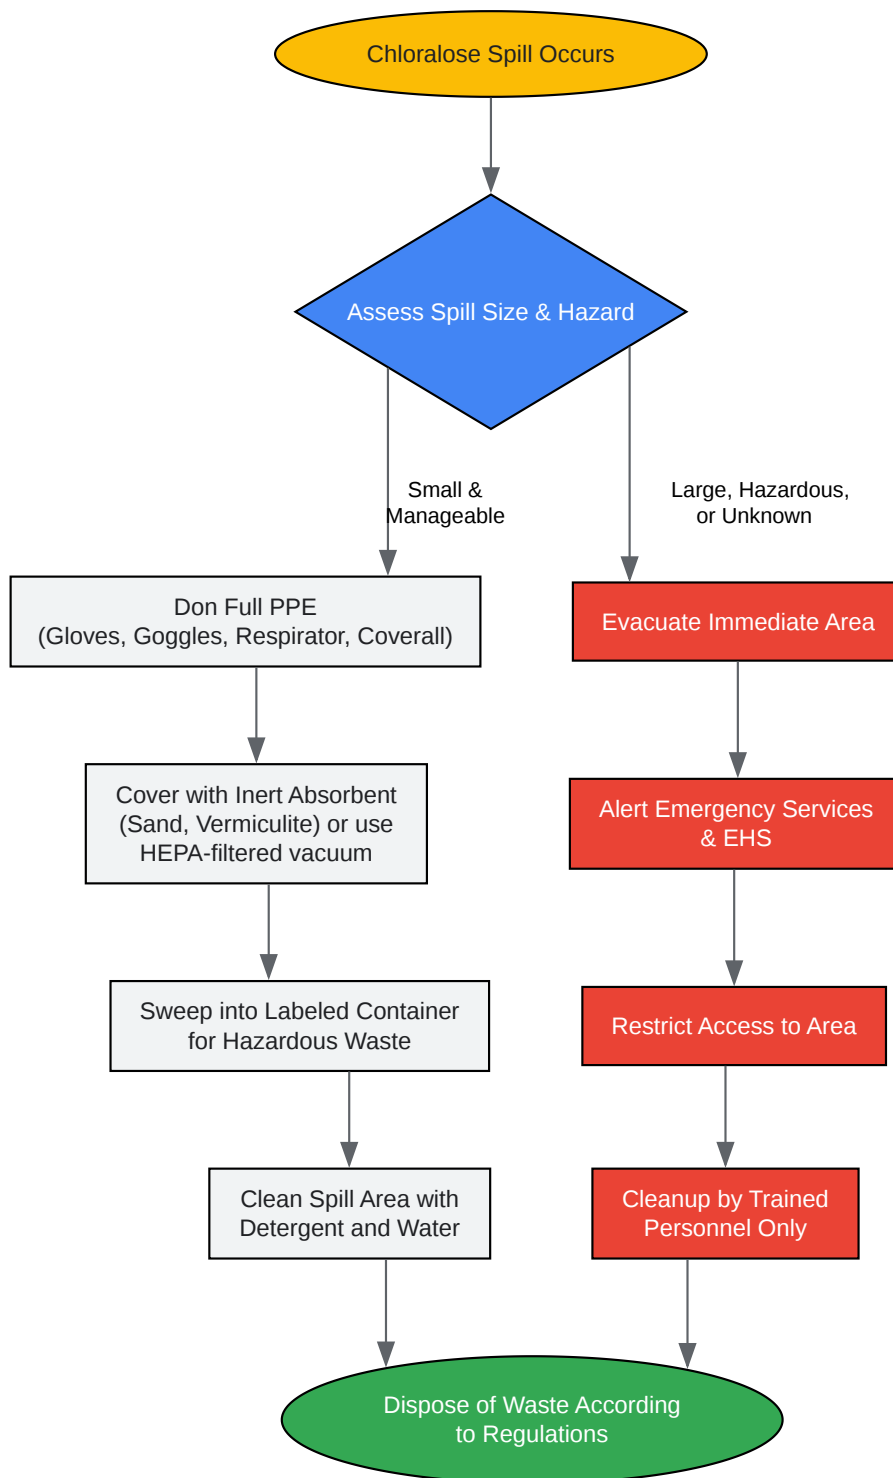 Chloralose Spill Occurs
Assess Spill Size & Hazard
Small &
Manageable
Large, Hazardous,
or Unknown
Don Full PPE
(Gloves, Goggles, Respirator, Coverall)
Evacuate Immediate Area
Cover with Inert Absorbent
(Sand, Vermiculite) or use
HEPA-filtered vacuum
Alert Emergency Services
& EHS
Sweep into Labeled Container
for Hazardous Waste
Restrict Access to Area
Clean Spill Area with
Detergent and Water
Cleanup by Trained
Personnel Only
Dispose of Waste According
to Regulations